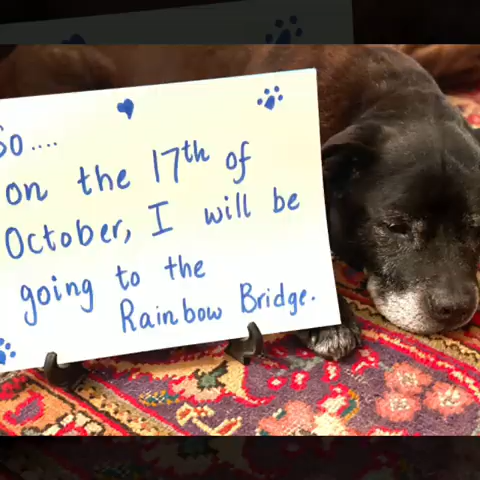 So....
on the 17th of
October, I will be
going to the
Rainbow Bridge.